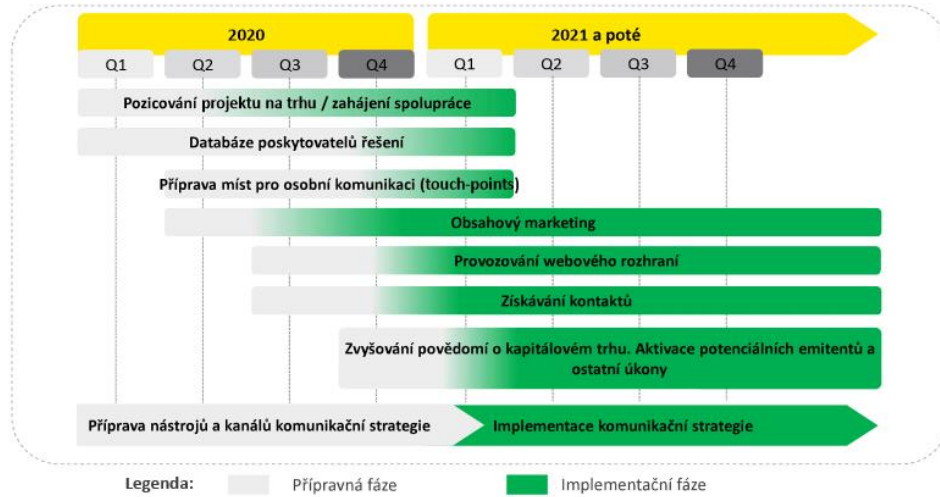 2020
2021 a poté
Q1
Q2
Q3
Q4
Q1
Q2
Q3
Q4
Pozicování projektu na trhu / zahájení spolupráce
Databáze poskytovatelů řešení
Příprava míst pro osobní komunikaci (touch-points)
Obsahový marketing
Provozování webového rozhraní
Získávání kontaktů
Zvyšování povědomí o kapitálovém trhu. Aktivace potenciálních emitentů a
ostatní úkony
Příprava nástrojů a kanálů komunikační strategie
Implementace komunikační strategie
Legenda:
Přípravná fáze
Implementační fáze